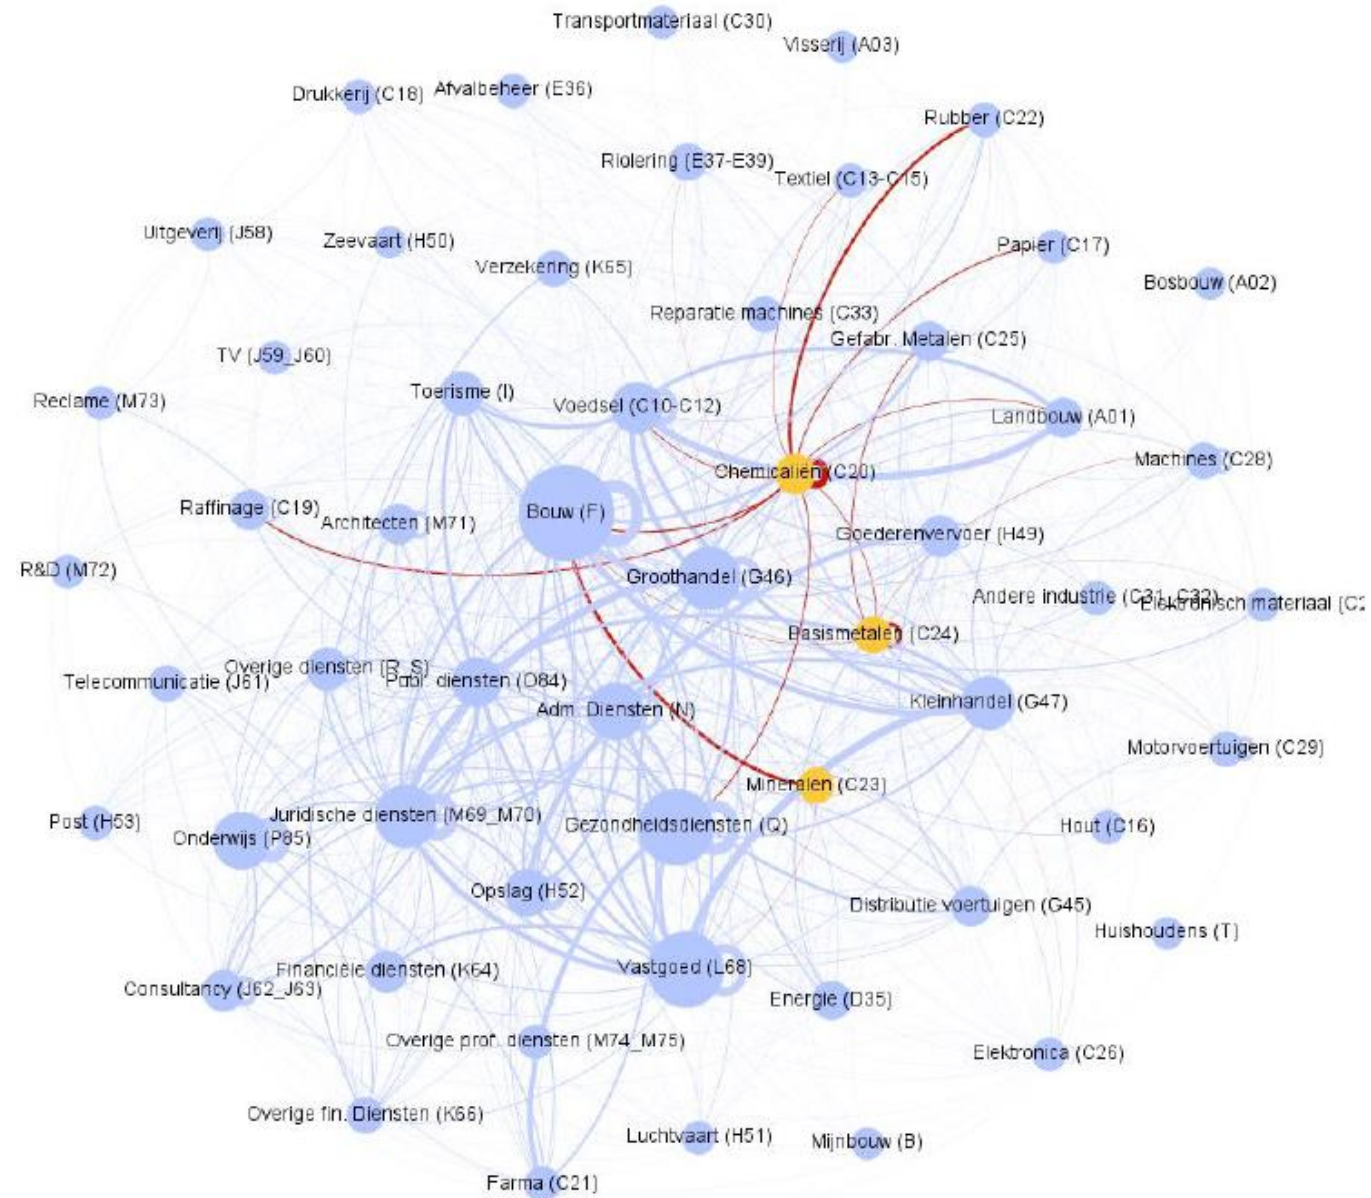 Transportmateriaal (C30)
Visserij (A03)
Drukkerij (C18)
Afvalbeheer (E36)
Rubber (C22)
Riolering (E37-E39)
Textiel (C13-C15)
Uitgeverij (J58)
Zeevaart (H50)
Papier (C17)
Verzekering (K65)
Bosbouw (A02)
Reparatie machines (C33)
Gefabr. Metalen (C25)
TV (J59_J60)
Toerisme (I)
Voedsel (C10-C12)
Reclame (M73)
Landbouw (A01)
Machines (C28)
Chemicaliën (C20)
Raffinage (C19)
Architecten (M71)
Bouw (F)
Goederenvervoer (H49)
R&D (M72)
Groothandel (G46)
Andere industrie (C31_C32)
Elektronisch materiaal (C2
Basismetalen (C24)
Overige diensten (R_S)
Telecommunicatie (J61)
Publ. diensten (O84)
Adm. Diensten (N)
Kleinhandel (G47)
Motorvoertuigen (C29)
Mineralen (C23)
Post (H53)
Juridische diensten (M69_M70)
Onderwijs (P85)
Gezondheidsdiensten (Q)
Hout (C16)
Opslag (H52)
Distributie voertuigen (G45)
Huishoudens (T)
Financiële diensten (K64)
Vastgoed (L68)
Consultancy (J62_J63)
Energie (D35)
Overige prof. diensten (M74_M75)
Elektronica (C26)
Overige fin. Diensten (K66)
Luchtvaart (H51)
Mijnbouw (B)
Farma (C21)